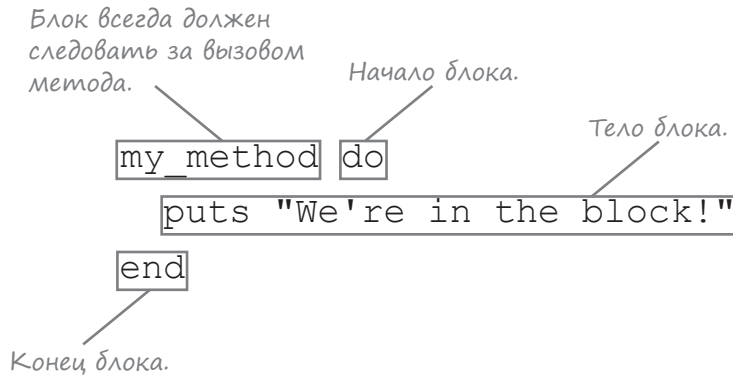 Блок всегда должен
следовать за вызовом
метода.
Начало блока.
Тело блока.
my_method do
puts "We're in the block!"
end
Конец блока.